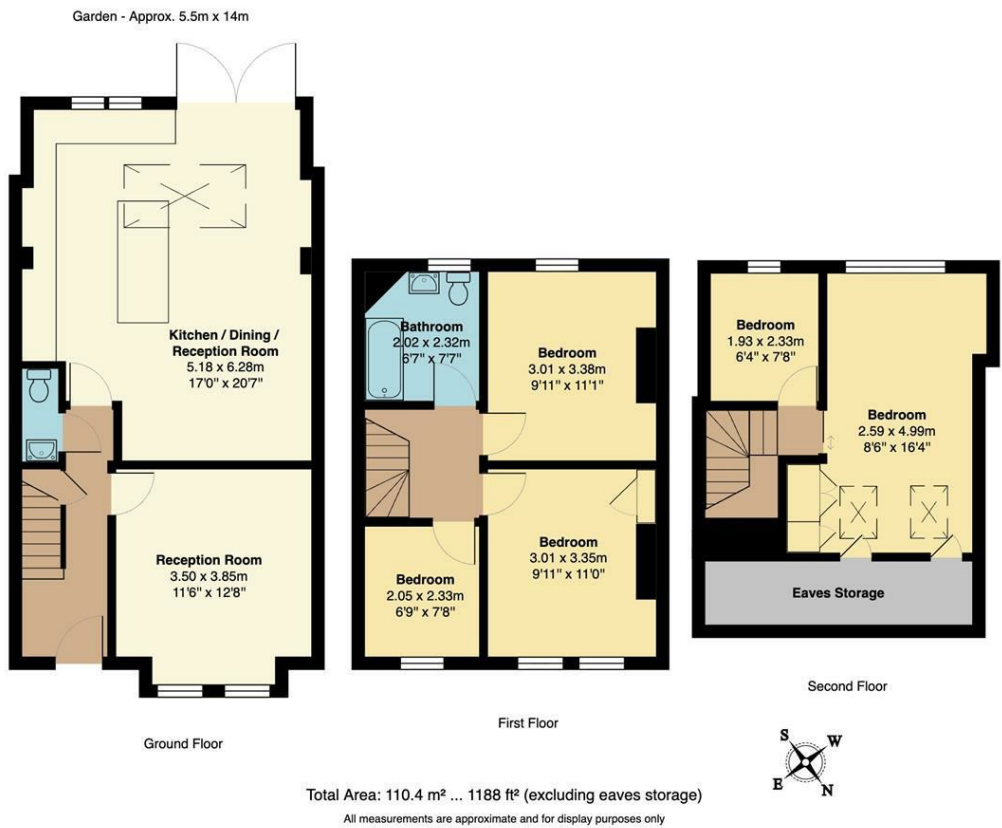 Garden - Approx. 5.5m x 14m
Kitchen / Dining /
Reception Room
5.18 x 6.28m
17'0" x 20'7"
Reception Room
3.50 x 3.85m
11'6" x 12'8"
Ground Floor
Bathroom
2.02 x 2.32m
6'7" x 7'7"
Bedroom
3.01 x 3.38m
9'11" x 11'1"
Bedroom
3.01 x 3.35m
9'11" x 11'0"
Bedroom
2.05 x 2.33m
6'9" x 7'8"
First Floor
Bedroom
1.93 x 2.33m
6'4" x 7'8"
Bedroom
2.59 x 4.99m
8'6" x 16'4"
Eaves Storage
Second Floor
S
W
E
N
Total Area: 110.4 m² ... 1188 ft² (excluding eaves storage)
All measurements are approximate and for display purposes only